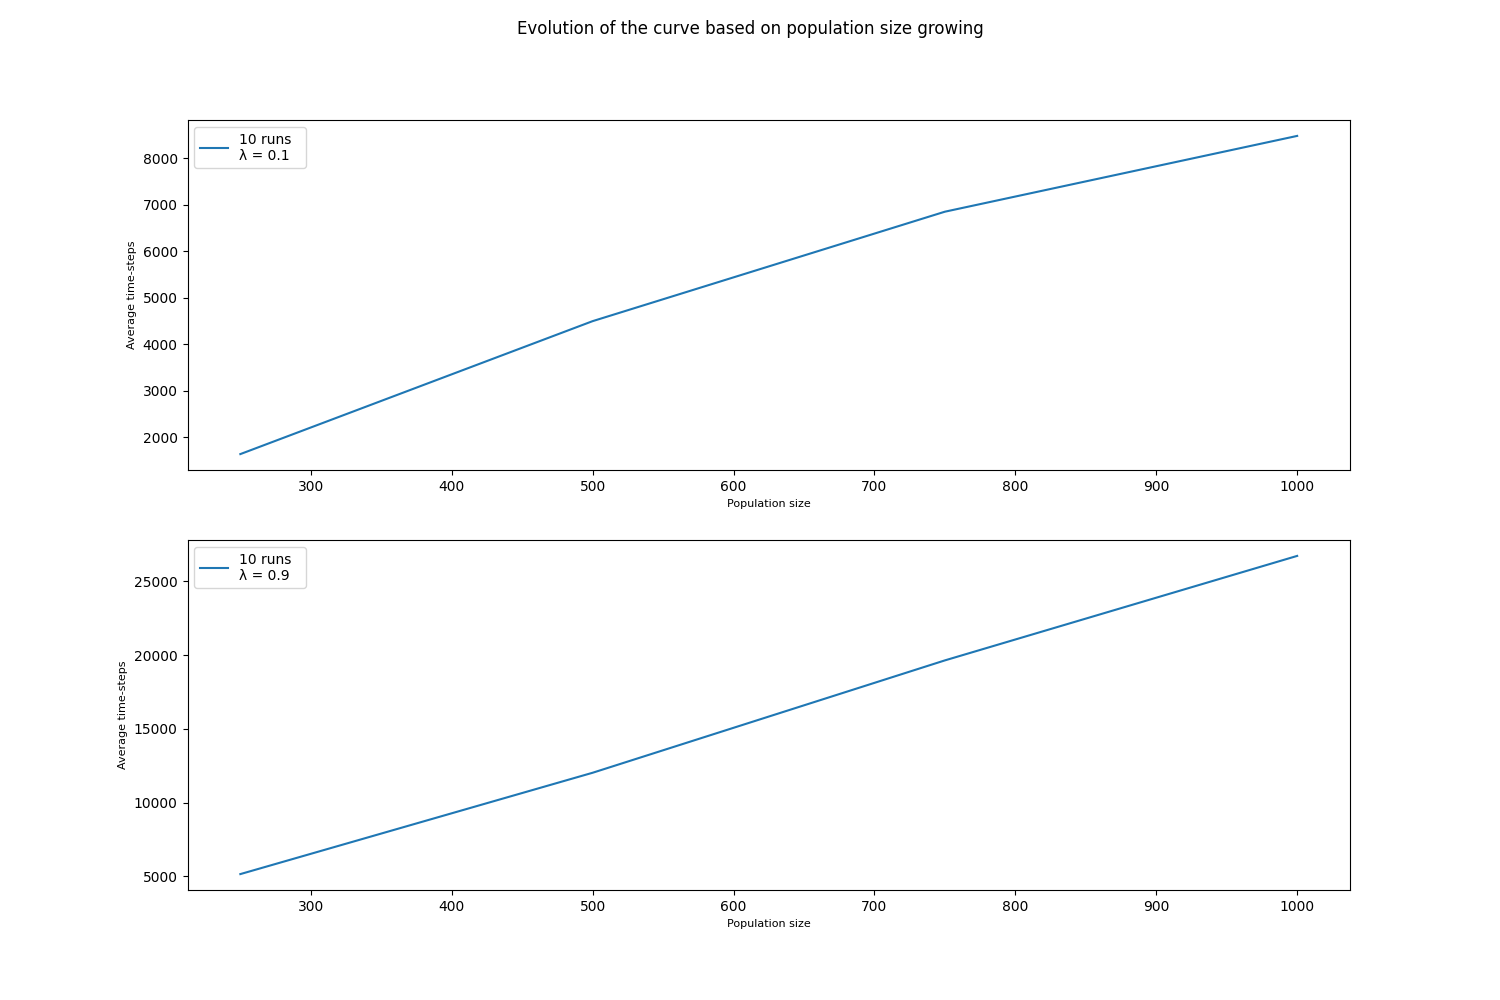 Evolution of the curve based on population size growing
10 runs
λ = 0.1
8000
7000
6000
5000
4000
3000
2000
Average time-steps
300 400 500 600 700 800 900 1000
Population size
10 runs
λ = 0.9
25000
20000
15000
10000
5000
Average time-steps
300 400 500 600 700 800 900 1000
Population size